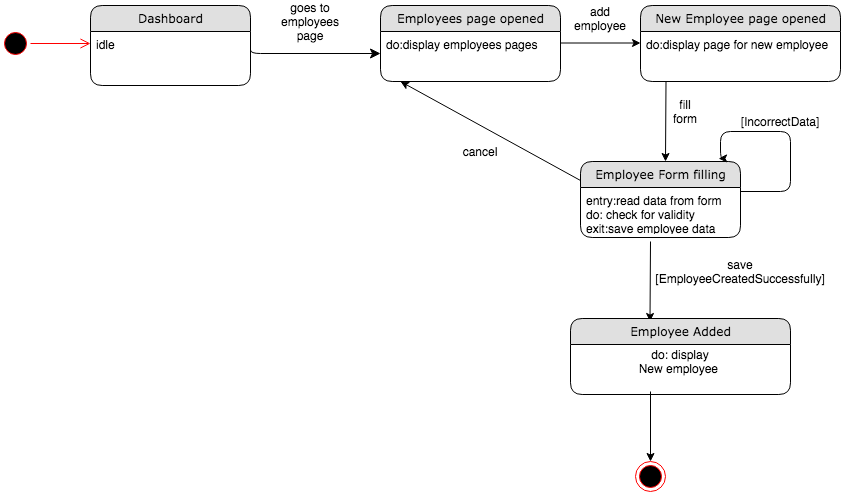 Dashboard
idle
goes to
employees
page
Employees page opened
do:display employees pages
add
employee
New Employee page opened
do:display page for new employee
fill
form
[IncorrectData]
cancel
Employee Form filling
entry:read data from form
do: check for validity
exit:save employee data
save
[EmployeeCreatedSuccessfully]
Employee Added
do: display
New employee